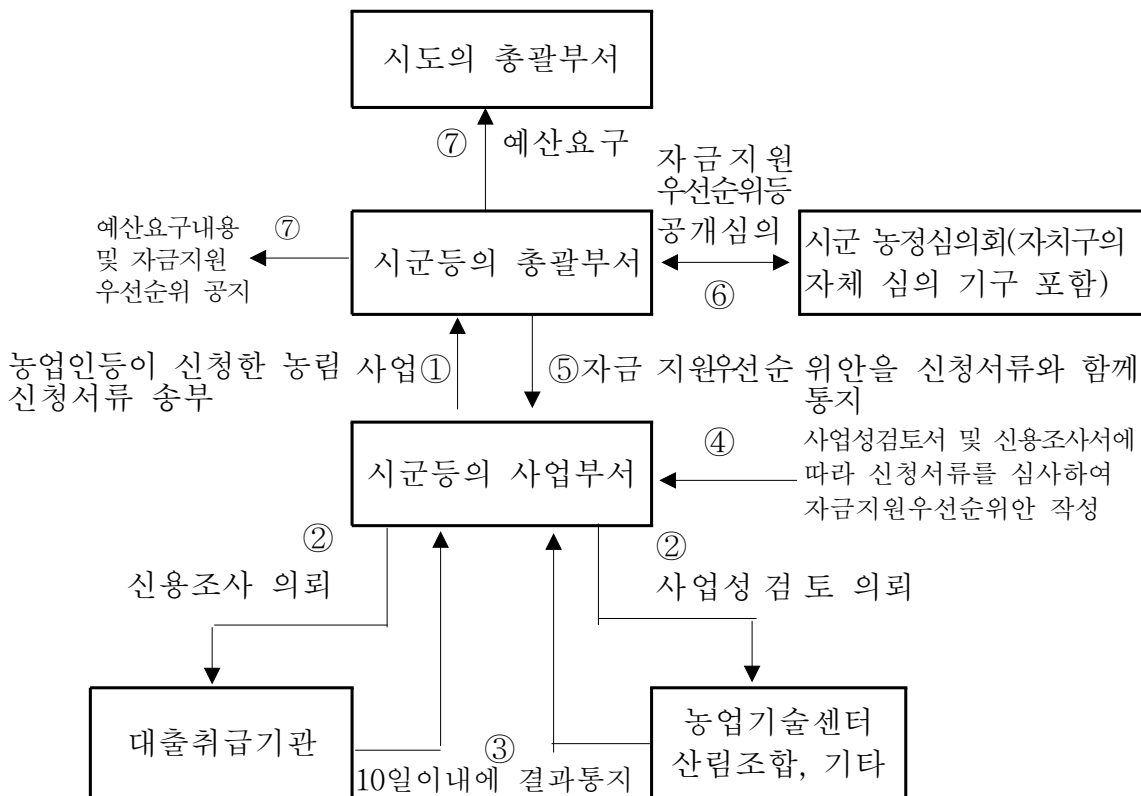 시도의 총괄부서
⑦ 예산요구
자금지원
우선순위등
공개심의
예산요구내용
및 자금지원
우선순위 공지
⑦
시군등의 총괄부서
⑥
시군 농정심의회(자치구의
자체 심의 기구 포함)
농업인등이 신청한 농림 사업①
신청서류 송부
⑤자금 지원우선순 위안을 신청서류와 함께
통지
시군등의 사업부서
④
사업성검토서 및 신용조사서에
따라 신청서류를 심사하여
자금지원우선순위안 작성
②
신용조사 의뢰
②
사업성 검토 의뢰
대출취급기관
③
10일이내에 결과통지
농업기술센터
산림조합, 기타